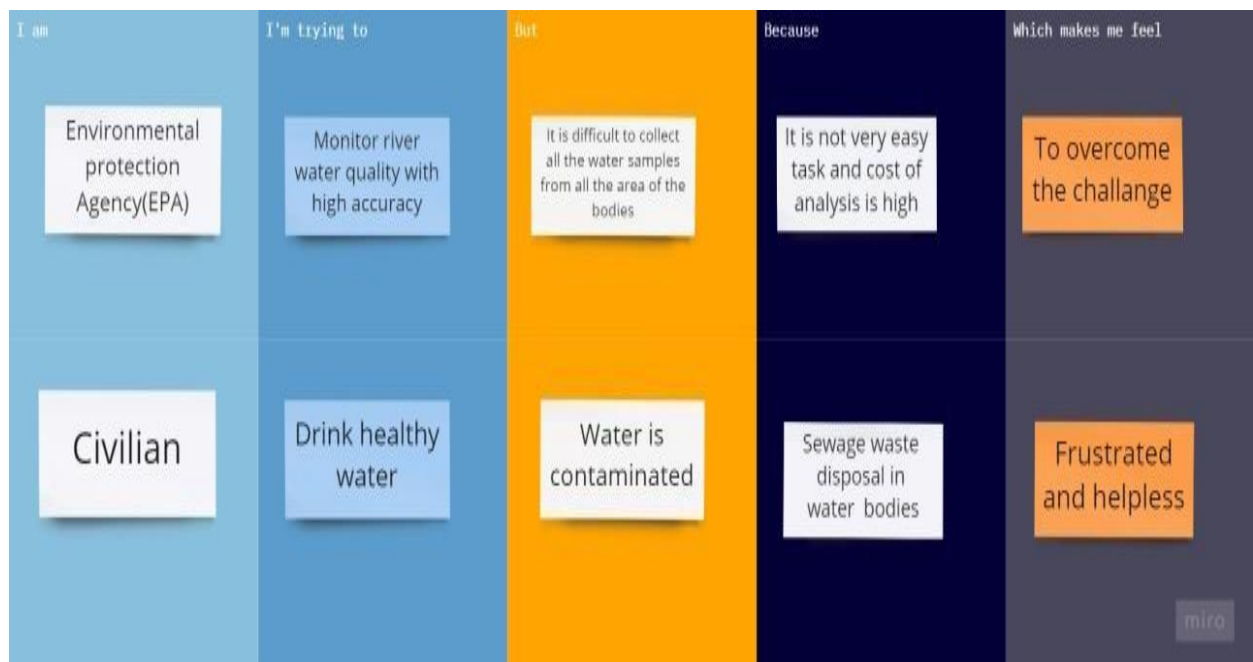 I am
I'm trying to
But
Because
Which makes me feel
Environmental
protection
Agency(EPA)
Monitor river
water quality with
high accuracy
It is difficult to collect
all the water samples
from all the area of the
bodies
It is not very easy
task and cost of
analysis is high
To overcome
the challange
Civilian
Drink healthy
water
Water is
contaminated
Sewage waste
disposal in
water bodies
Frustrated
and helpless
miro